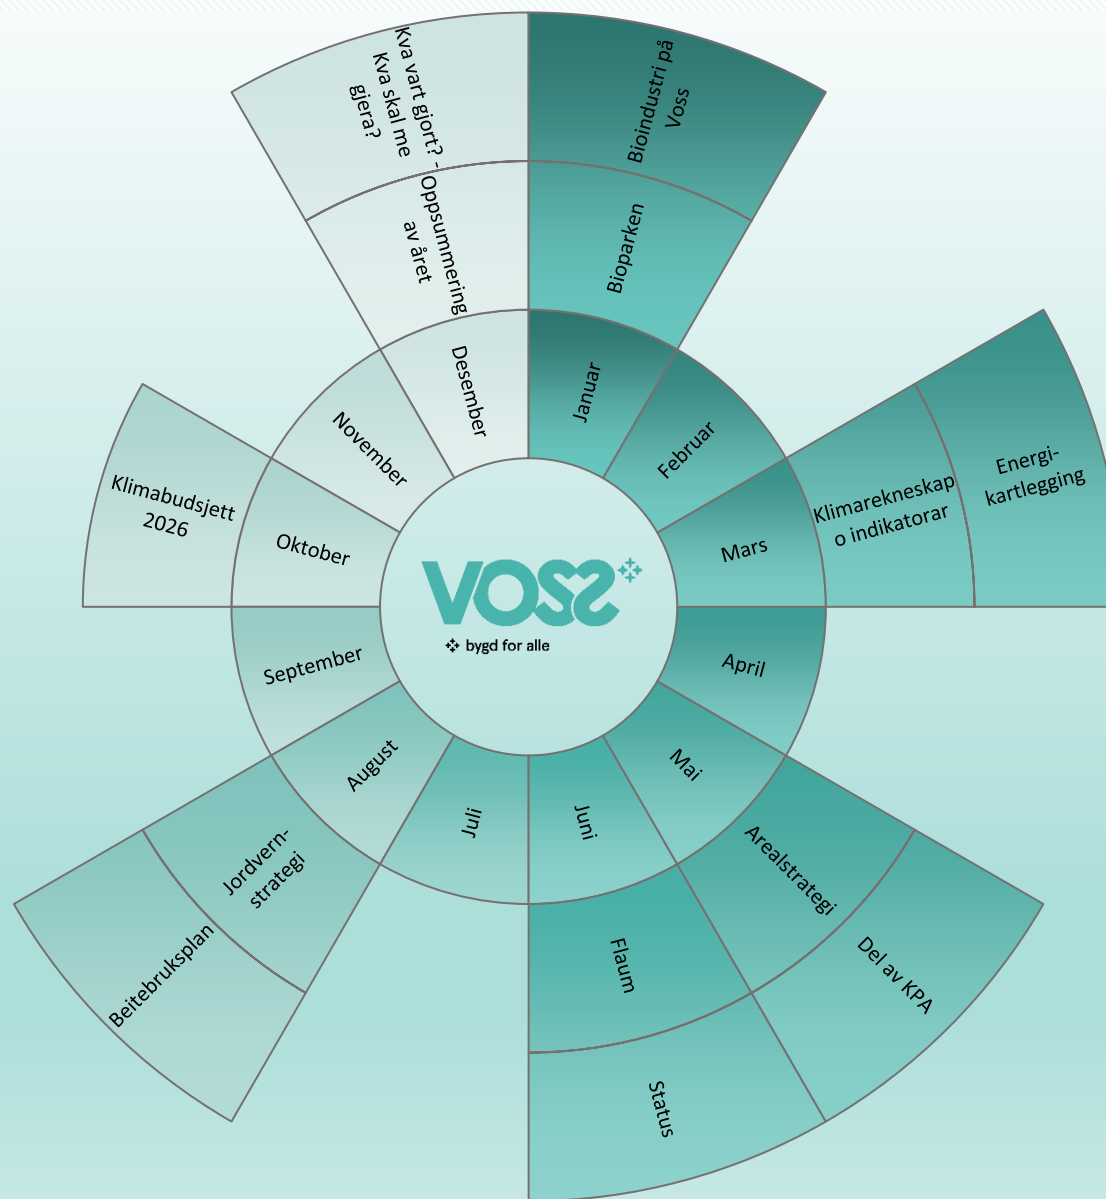 Januar
Bioparken
Bioindustri på
Voss
Februar
Mars
Klimarekneskap
o indikatorar
Energi-
kartlegging
April
Mai
Arealstrategi
Del av KPA
Juni
Flaum
Status
Juli
August
Jordvern-
strategi
Beitebruksplan
September
Oktober
Klimabudsjett
2026
November
Desember
Oppsummering
av året
Kva vart gjort? -
Kva skal me
gjera?
VOSS
bygd for alle